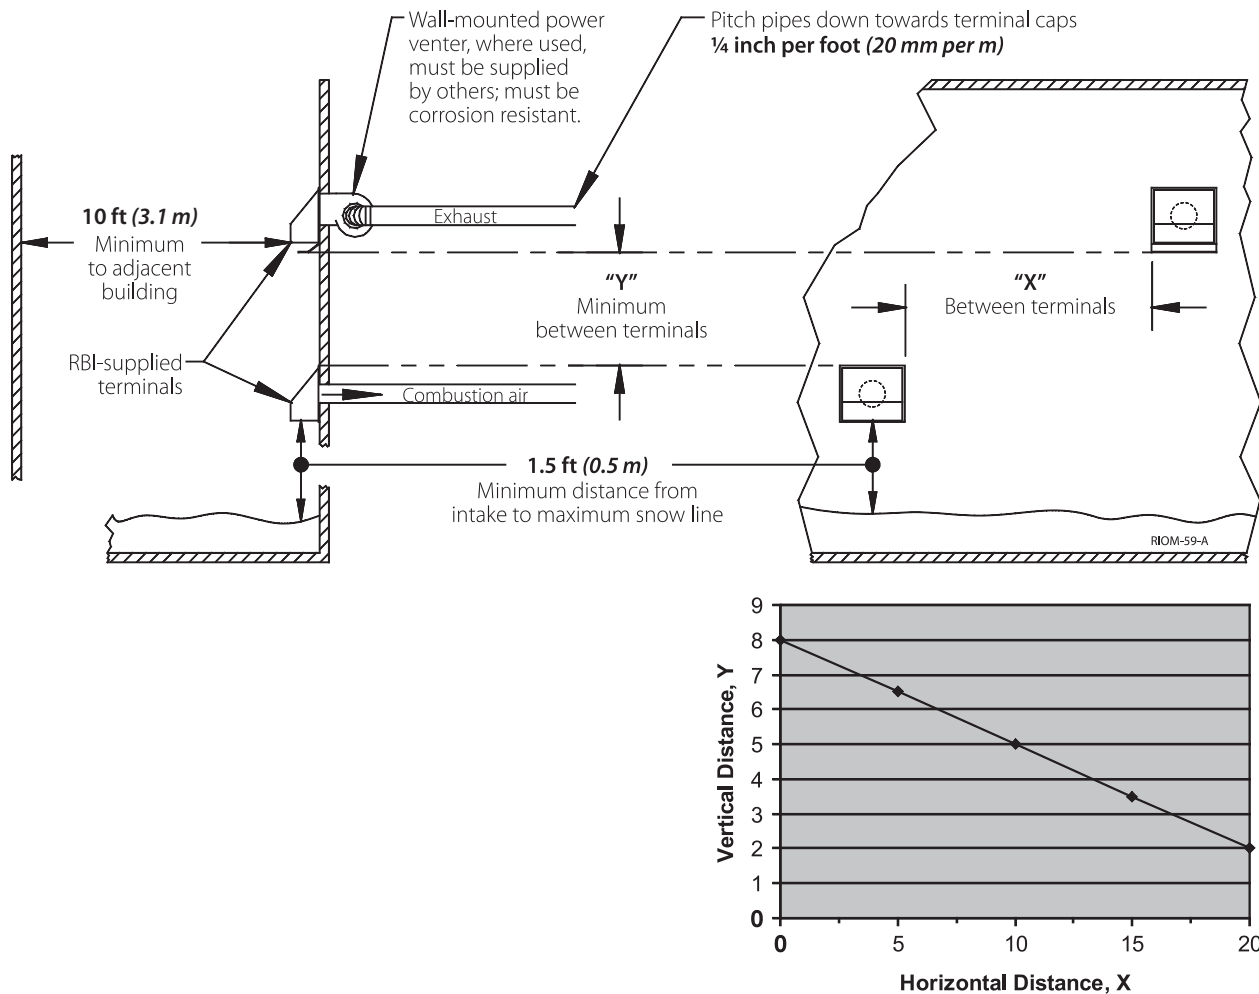 Wall-mounted power
venter, where used,
must be supplied
by others; must be
corrosion resistant.
Pitch pipes down towards terminal caps
¼ inch per foot (20 mm per m)
10 ft (3.1 m)
Minimum
to adjacent
building
Exhaust
"Y"
Minimum
between terminals
"X"
Between terminals
RBI-supplied
terminals
Combustion air
1.5 ft (0.5 m)
Minimum distance from
intake to maximum snow line
RIOM-59-A
Vertical Distance, Y
9
8
7
6
5
4
3
2
1
0
0 5 10 15 20
Horizontal Distance, X